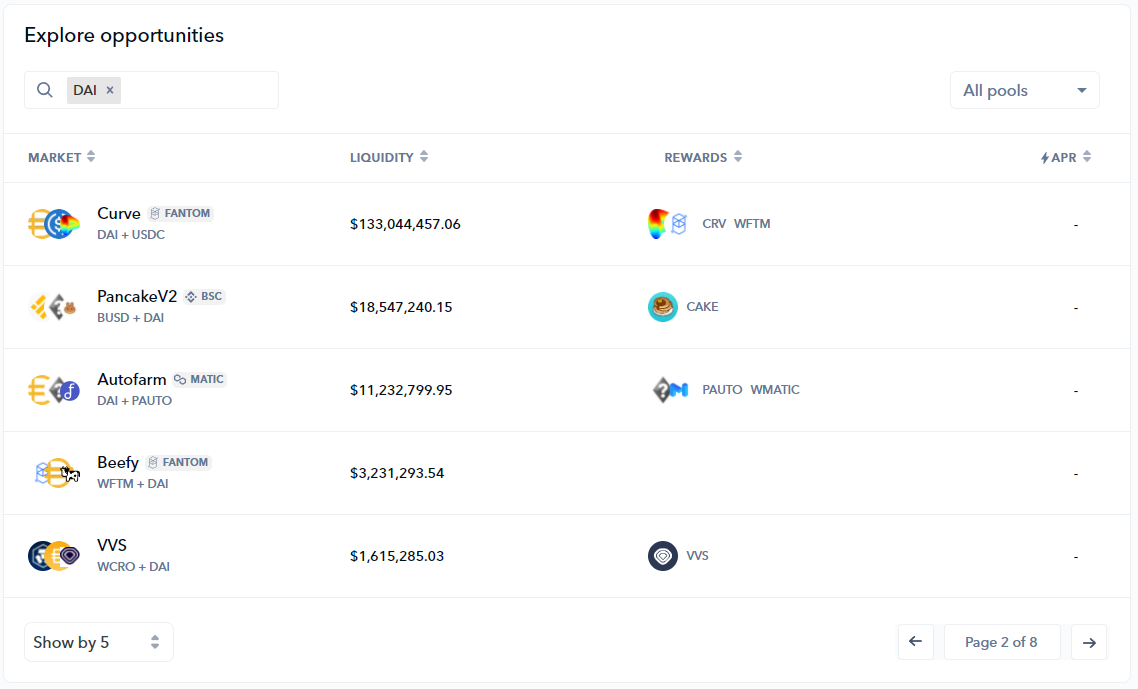 Explore opportunities
DAI ×
All pools
MARKET LIQUIDITY REWARDS APR
Curve FANTOM
DAI + USDC
$133,044,457.06
CRV WFTM
-
PancakeV2 BSC
BUSD + DAI
$18,547,240.15
CAKE
-
Autofarm MATIC
DAI + PAUTO
$11,232,799.95
PAUTO WMATIC
-
Beefy FANTOM
WFTM + DAI
$3,231,293.54
-
VVS
WCRO + DAI
$1,615,285.03
VVS
-
Show by 5
Page 2 of 8